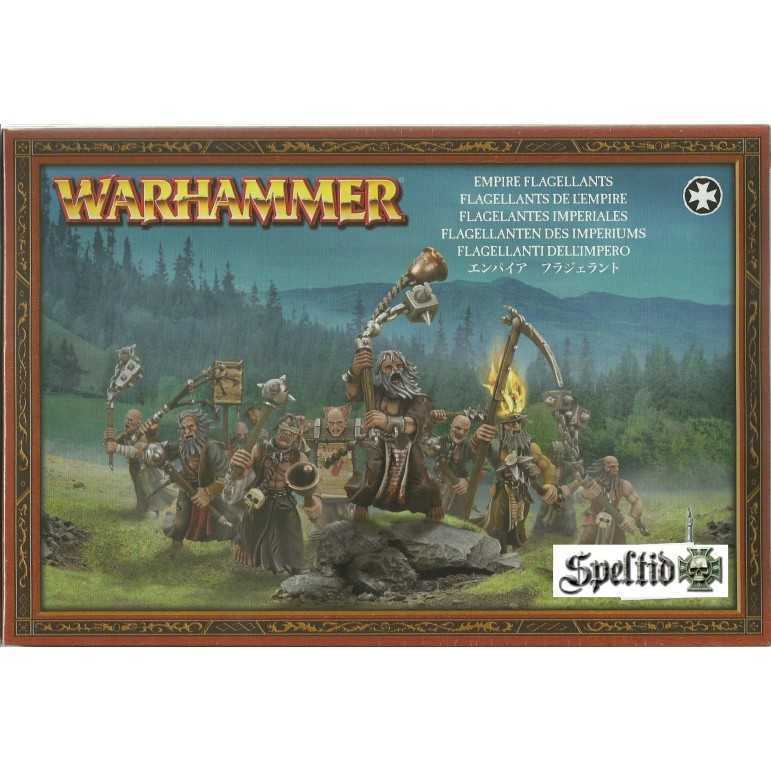 WARHAMMER®
EMPIRE FLAGELLANTS
FLAGELLANTS DE L'EMPIRE
FLAGELANTES IMPERIALES
FLAGELLANTEN DES IMPERIUMS
FLAGELLANTI DELL'IMPERO
エンパイア フラジェラント
Speltid